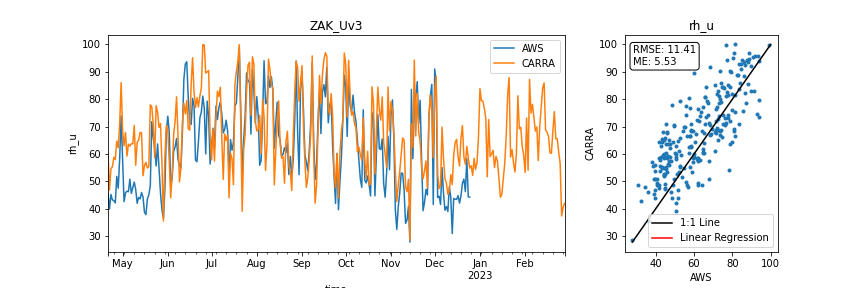 ZAK_Uv3
rh_u
100
90
80
70
60
50
40
30
rh_u
AWS
CARRA
May
Jun
Jul
Aug
Sep
Oct
Nov
Dec
Jan
2023
Feb
time
100
90
80
70
60
50
40
30
CARRA
RMSE: 11.41
ME: 5.53
1:1 Line
Linear Regression
40
60
80
100
AWS